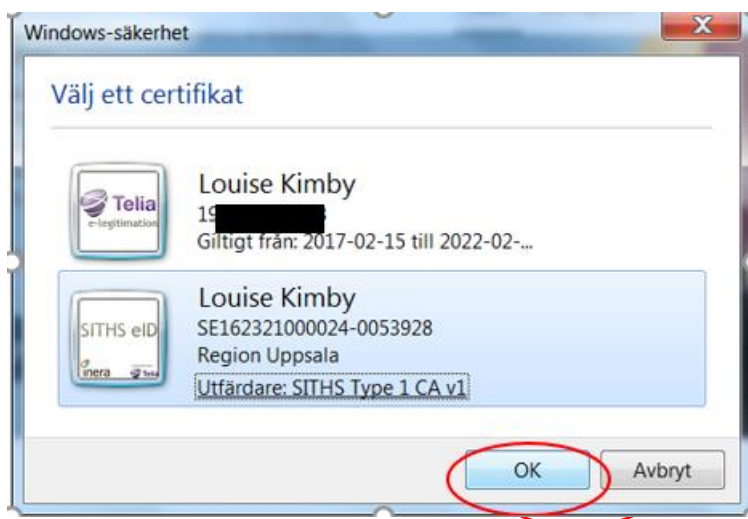 Windows-säkerhet
Välj ett certifikat
Telia
e-legitimation
Louise Kimby
19
Giltigt från: 2017-02-15 till 2022-02-...
SITHS eID
inera
Telia
Louise Kimby
SE162321000024-0053928
Region Uppsala
Utfärdare: SITHS Type 1 CA v1
OK
Avbryt